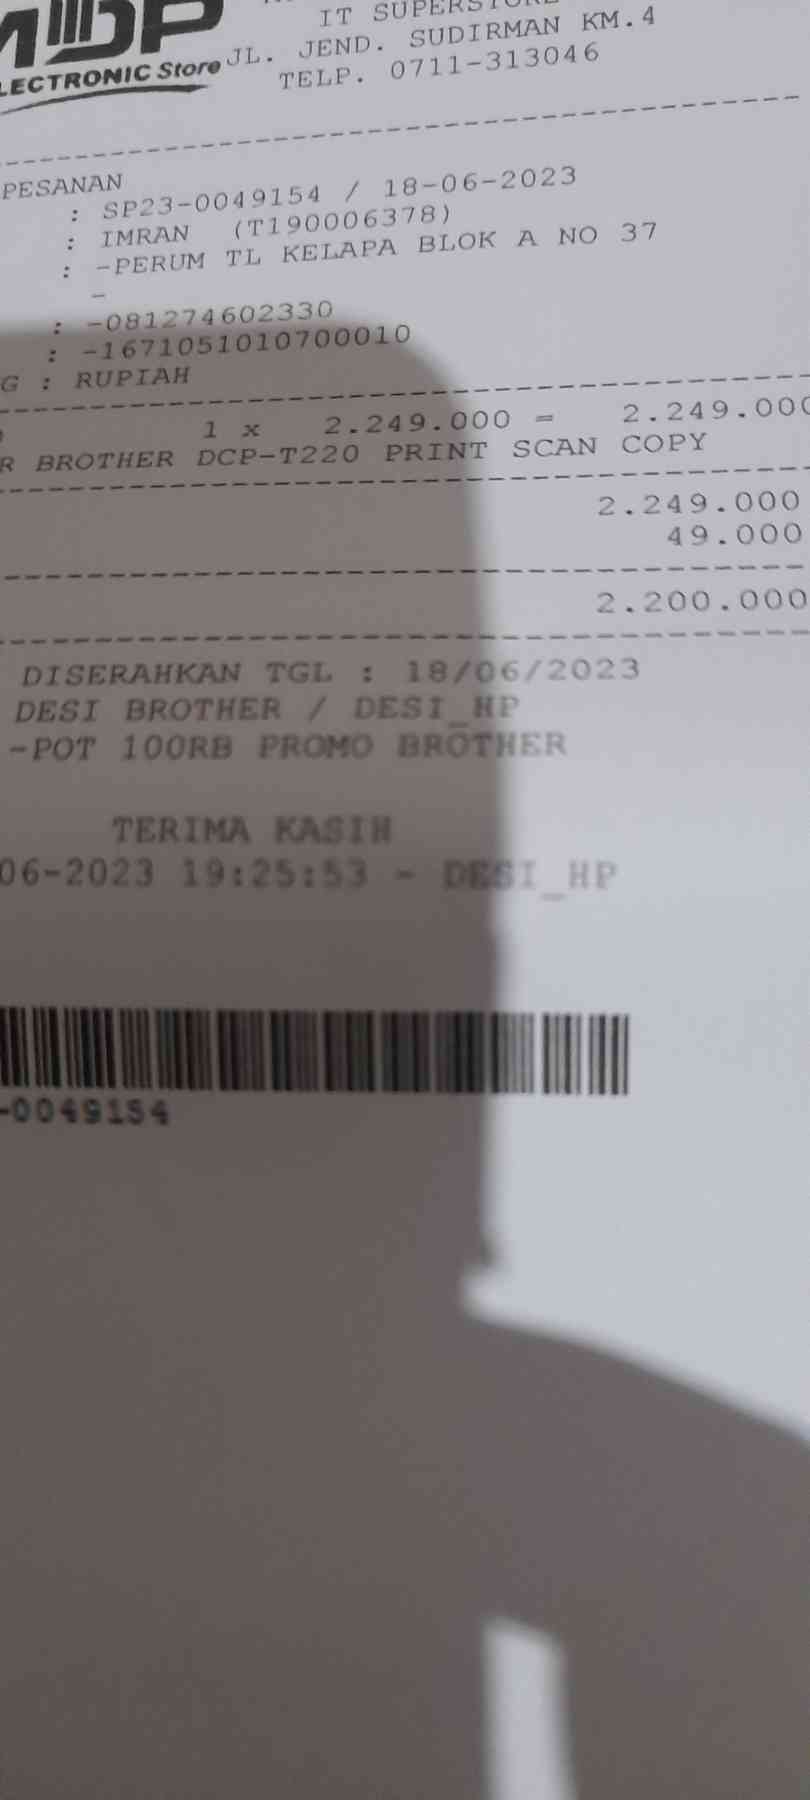 MDP
IT SUPERSTORE
JL. JEND. SUDIRMAN KM.4
ELECTRONIC Store
TELP. 0711-313046
PESANAN
: SP23-0049154 / 18-06-2023
: IMRAN (T190006378)
: -PERUM TL KELAPA BLOK A NO 37
-
: -081274602330
: -1671051010700010
G : RUPIAH
1 x 2.249.000 = 2.249.000
R BROTHER DCP-T220 PRINT SCAN COPY
2.249.000
49.000
2.200.000
DISERAHKAN TGL : 18/06/2023
DESI BROTHER / DESI_HP
-POT 100RB PROMO BROTHER
TERIMA KASIH
06-2023 19:25:53 - DESI_HP
-0049154